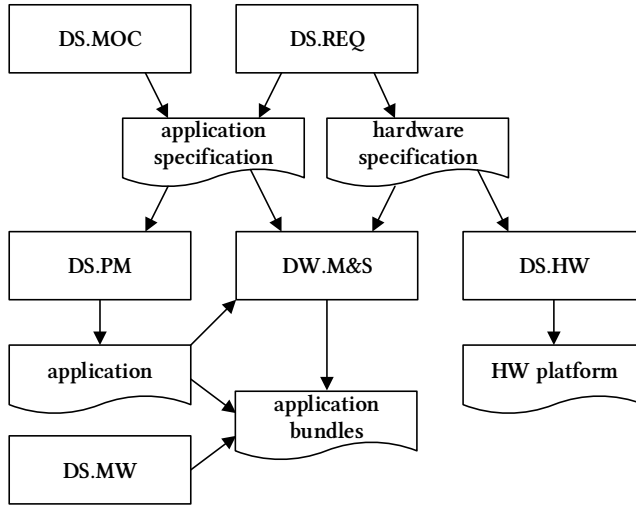 DS.MOC
DS.REQ
application
specification
hardware
specification
DS.PM
DW.M&S
DS.HW
application
HW platform
application
bundles
DS.MW